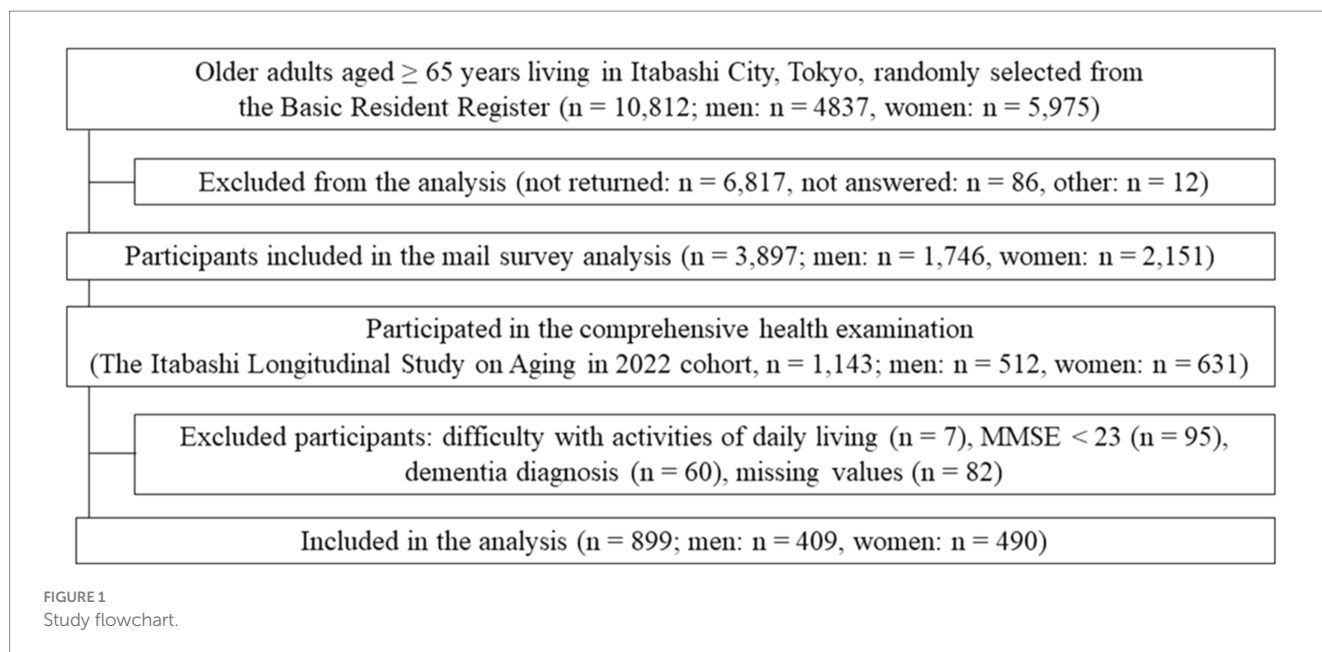 Older adults aged ≥ 65 years living in Itabashi City, Tokyo, randomly selected from
the Basic Resident Register (n = 10,812; men: n = 4837, women: n = 5,975)
Excluded from the analysis (not returned: n = 6,817, not answered: n = 86, other: n = 12)
Participants included in the mail survey analysis (n = 3,897; men: n = 1,746, women: n = 2,151)
Participated in the comprehensive health examination
(The Itabashi Longitudinal Study on Aging in 2022 cohort, n = 1,143; men: n = 512, women: n = 631)
Excluded participants: difficulty with activities of daily living (n = 7), MMSE < 23 (n = 95),
dementia diagnosis (n = 60), missing values (n = 82)
Included in the analysis (n = 899; men: n = 409, women: n = 490)
FIGURE 1
Study flowchart.